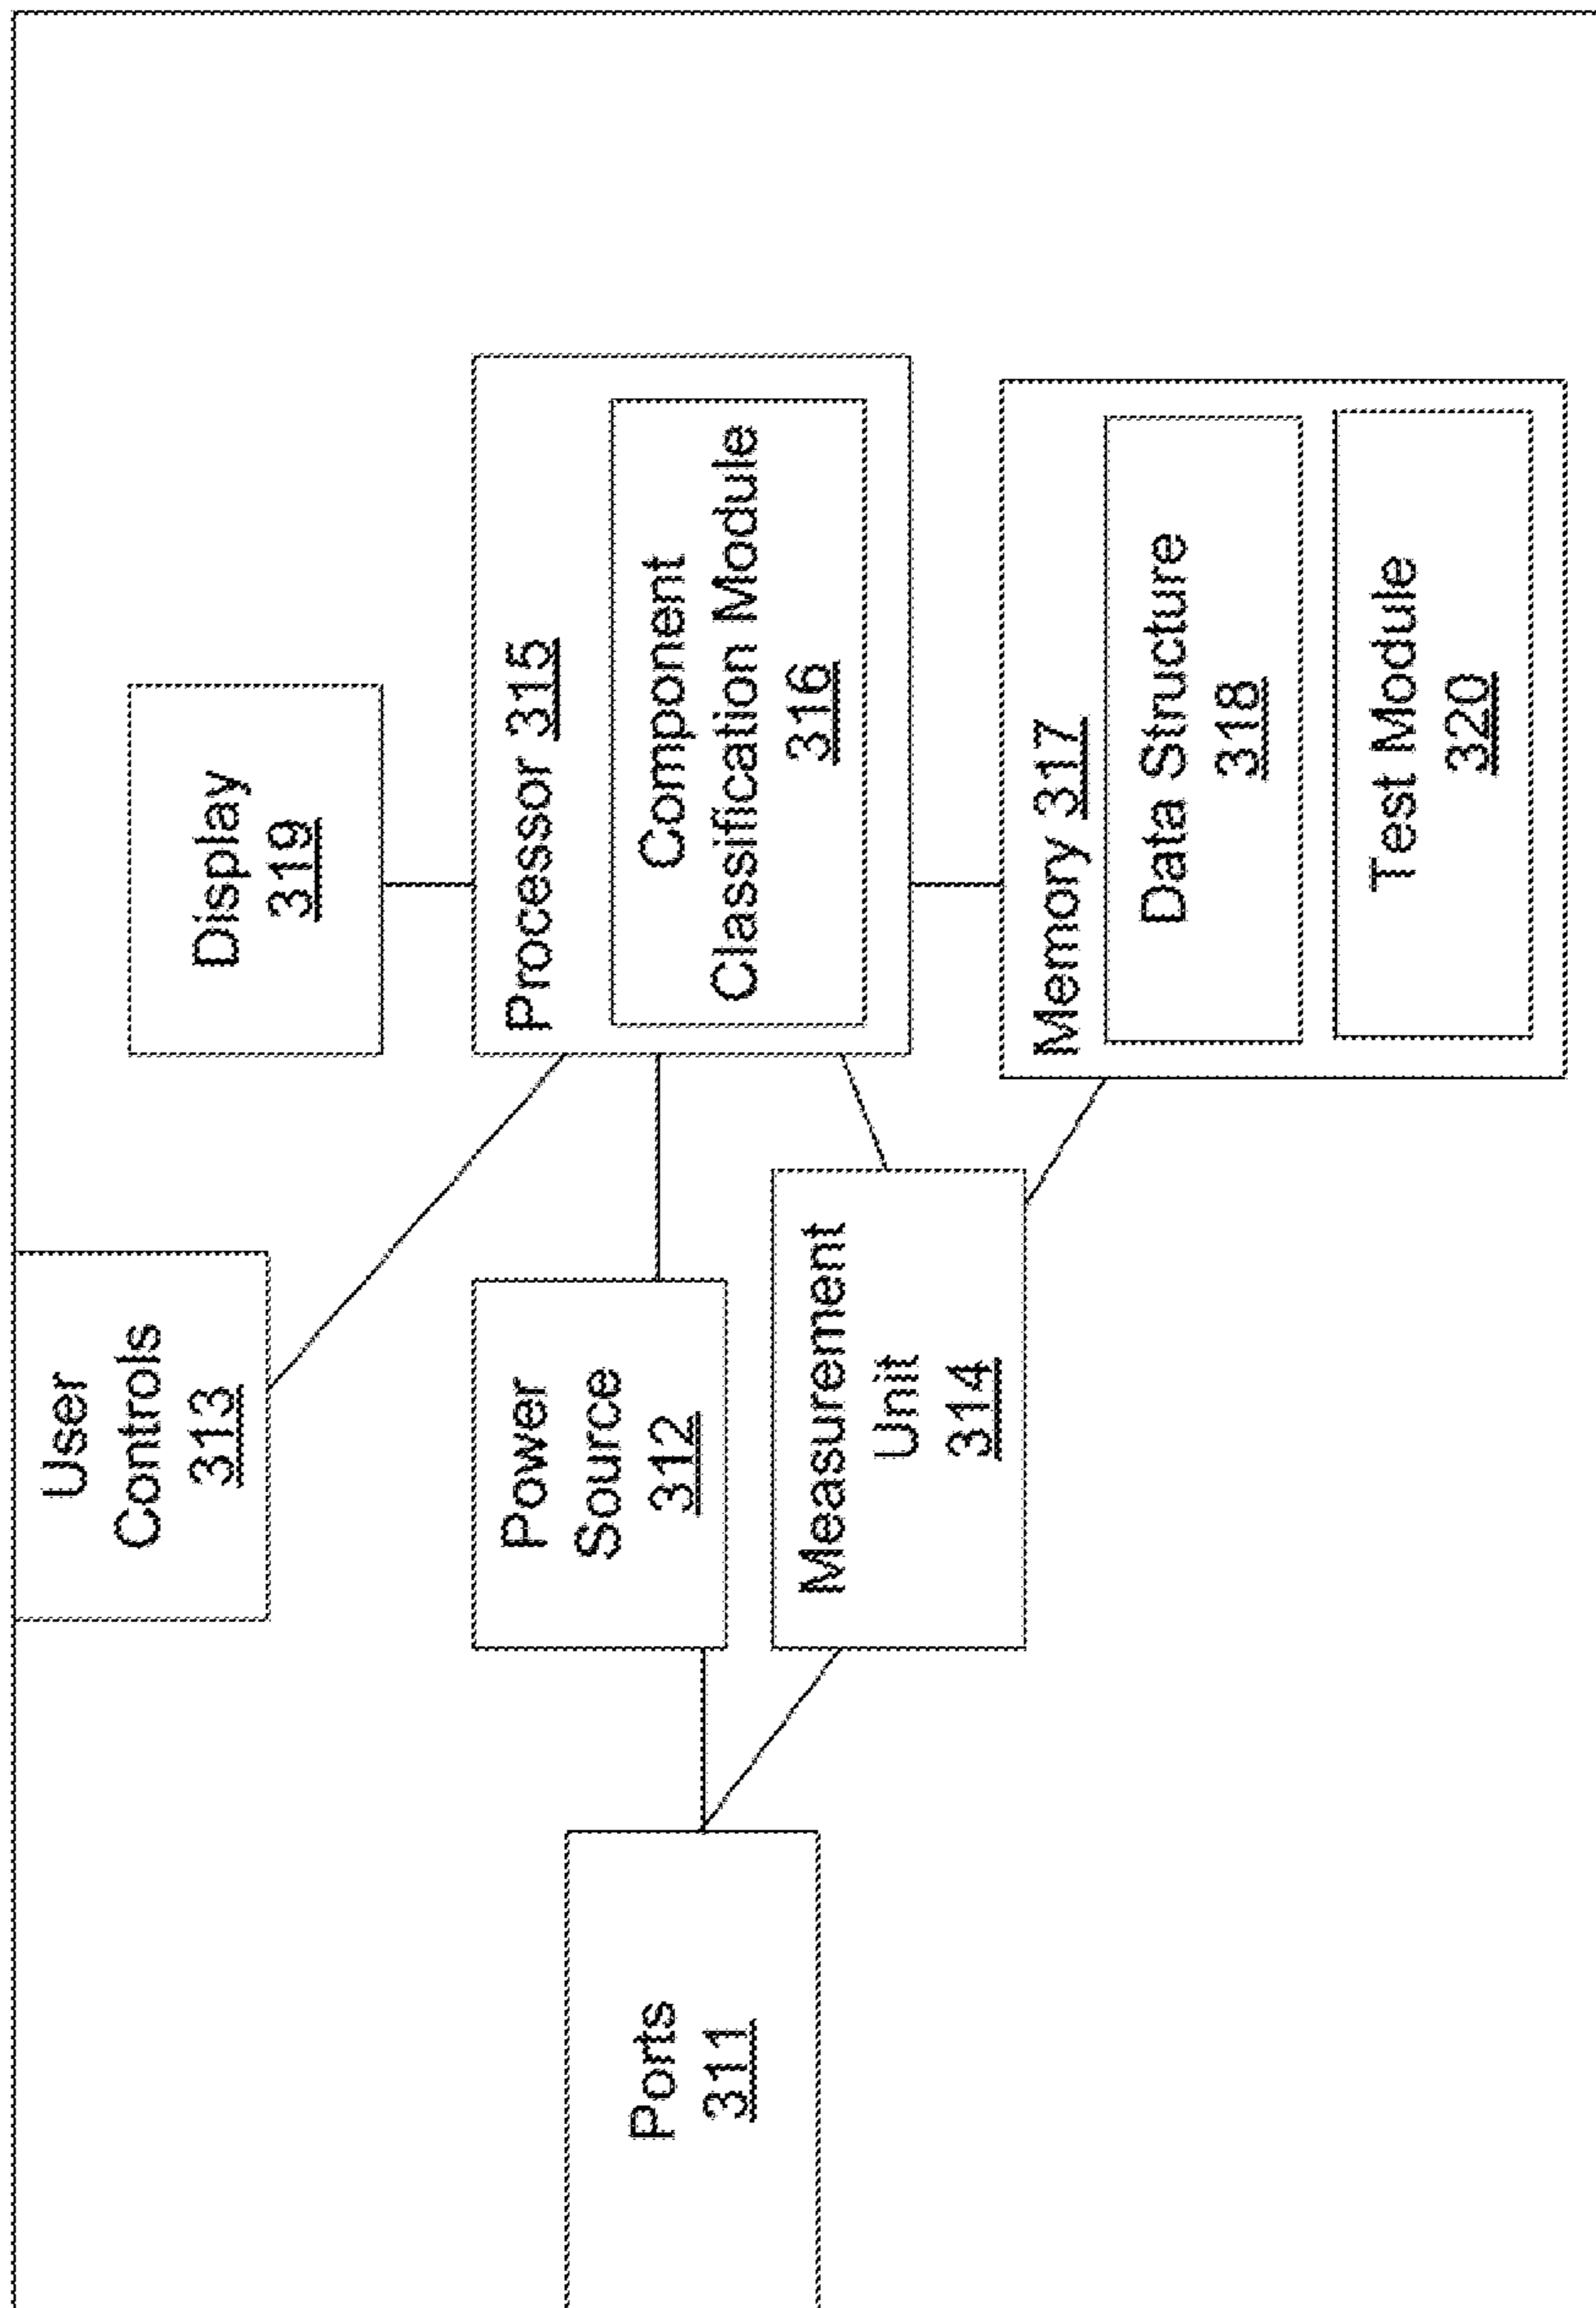 User
Controls
313
Display
319
Ports
311
Power
Source
312
Processor 315
Component
Classification Module
316
Measurement
Unit
314
Memory 317
Data Structure
318
Test Module
320